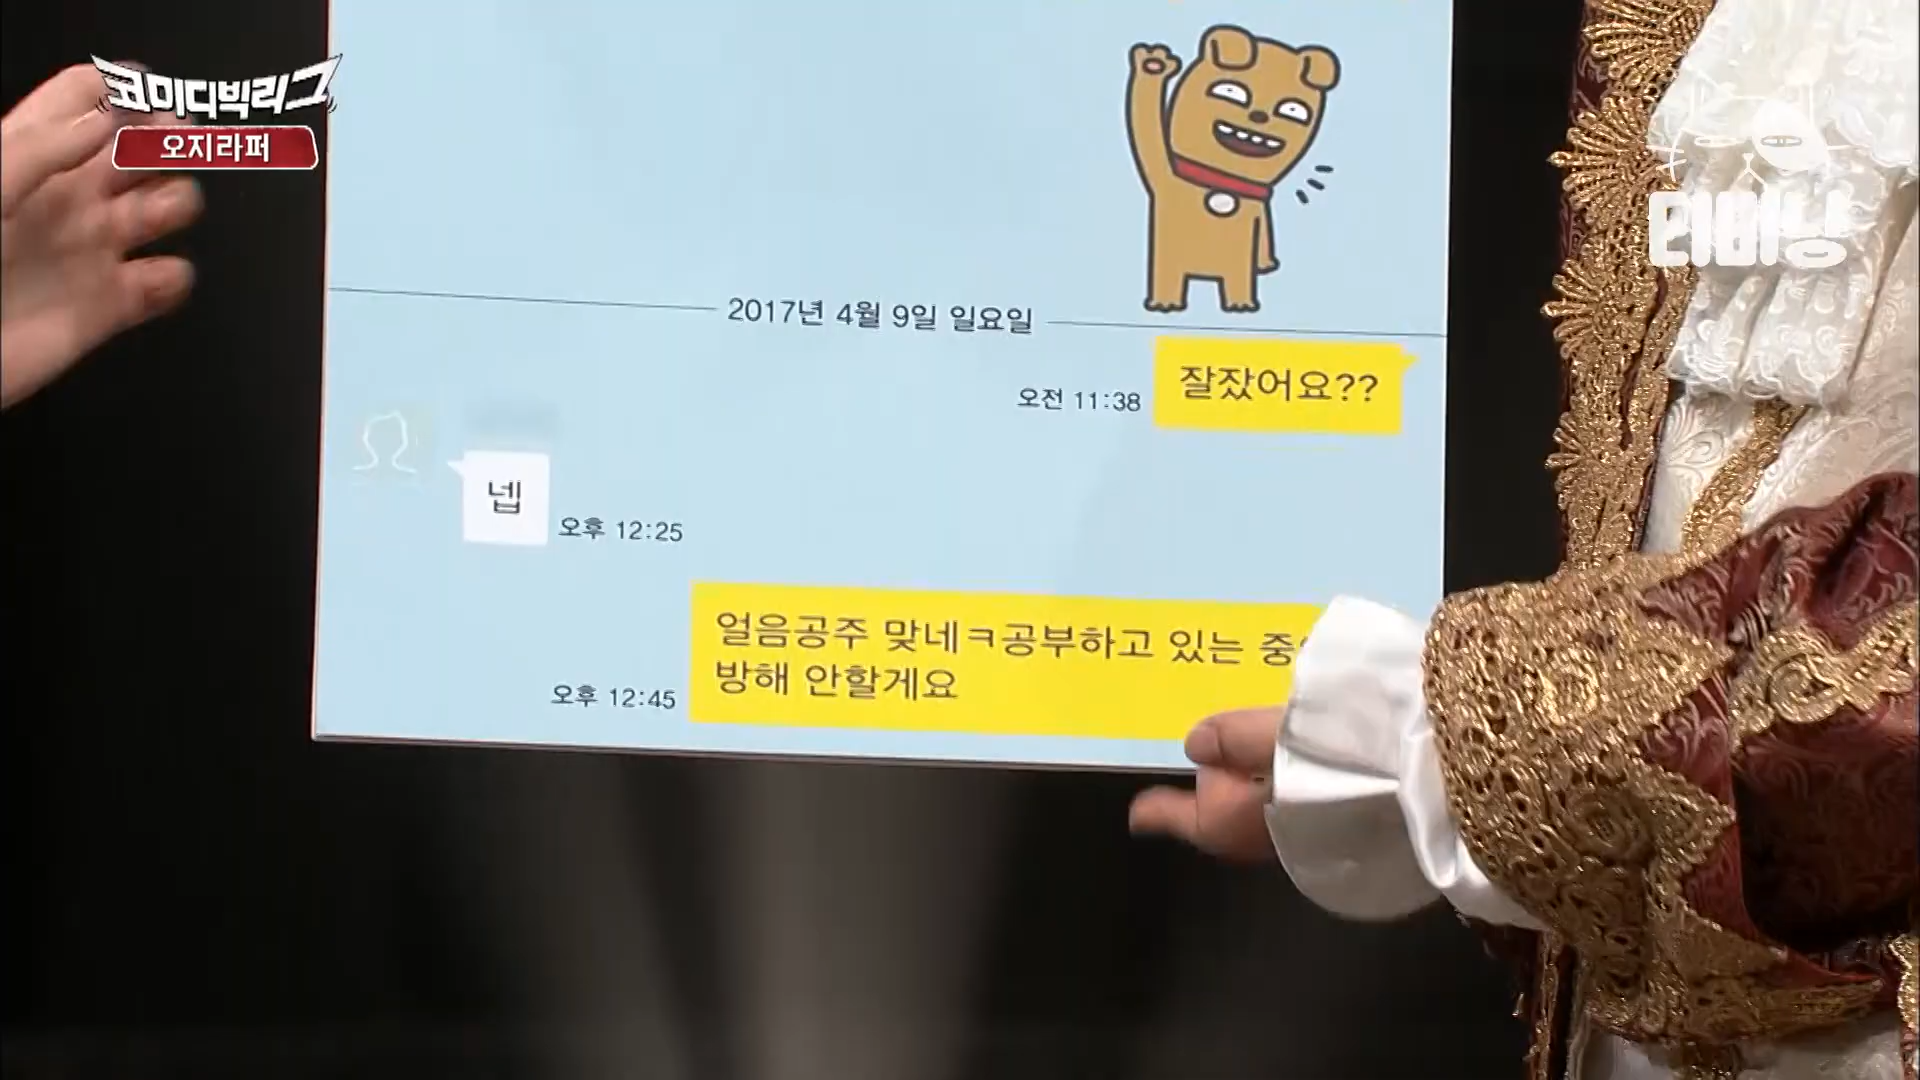 코미디빅리그
오지라퍼
티비냥
2017년 4월 9일 일요일
잘잤어요??
오전 11:38
넵
오후 12:25
얼음공주 맞네ㅋ공부하고 있는
방해 안할게요
오후 12:45